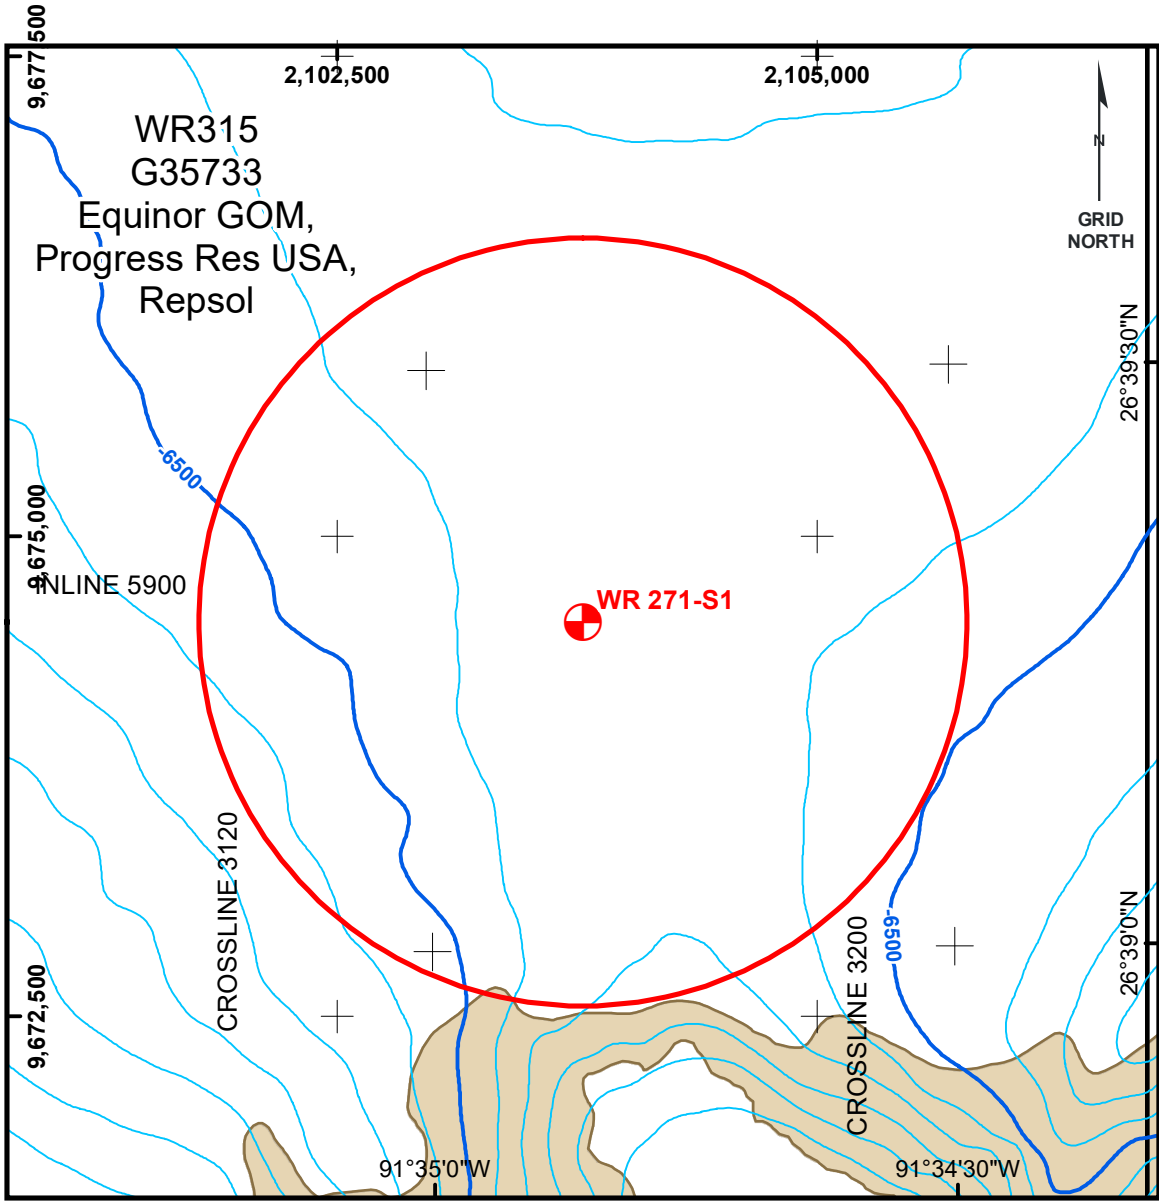 9,677,500
2,102,500
2,105,000
WR315
G35733
Equinor GOM,
Progress Res USA,
Repsol
N
GRID
NORTH
26°39'30"N
-6500
9,675,000
INLINE 5900
WR 271-S1
CROSSLINE 3120
CROSSLINE 3200
-6500
26°39'0"N
9,672,500
91°35'0"W
91°34'30"W